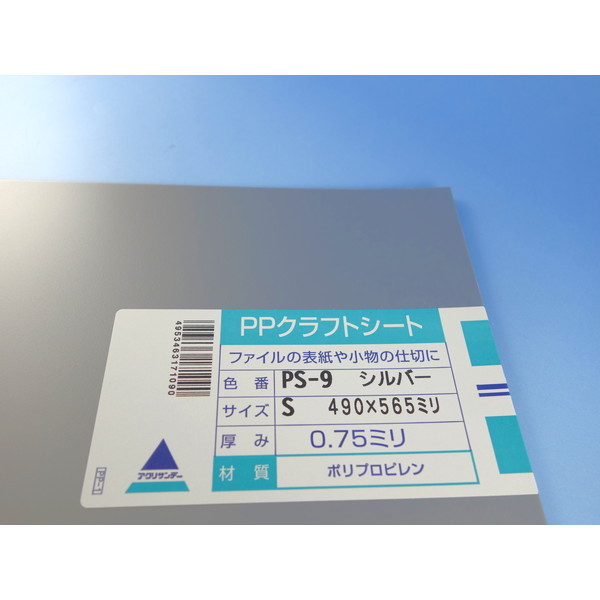 PPクラフトシート
ファイルの表紙や小物の仕切に
色番 PS-9 シルバー
サイズ S 490×565ミリ
厚み 0.75ミリ
材質 ポリプロピレン
4953463171090
アクリサンデー